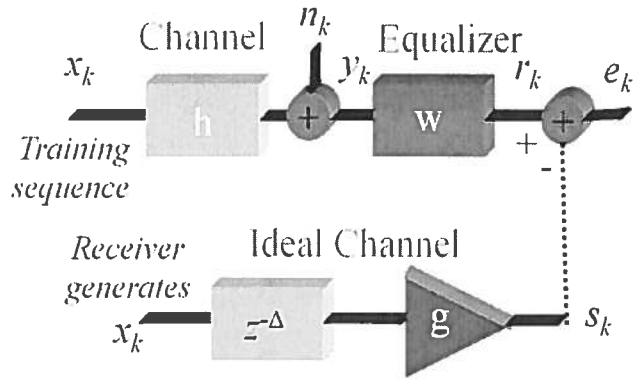 Channel
n_k
Equalizer
x_k
y_k
r_k
e_k
h
+
w
+
+
-
Training
sequence
Receiver
generates
Ideal Channel
x_k
z^{-Δ}
g
s_k